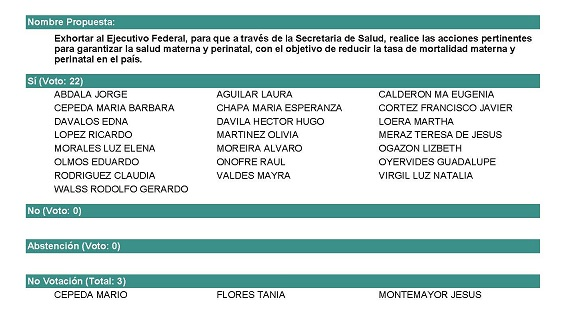 Nombre Propuesta:
Exhortar al Ejecutivo Federal, para que a través de la Secretaria de Salud, realice las acciones pertinentes
para garantizar la salud materna y perinatal, con el objetivo de reducir la tasa de mortalidad materna y
perinatal en el país.
Sí (Voto: 22)
ABDALA JORGE AGUILAR LAURA CALDERON MA EUGENIA
CEPEDA MARIA BARBARA CHAPA MARIA ESPERANZA CORTEZ FRANCISCO JAVIER
DAVALOS EDNA DAVILA HECTOR HUGO LOERA MARTHA
LOPEZ RICARDO MARTINEZ OLIVIA MERAZ TERESA DE JESUS
MORALES LUZ ELENA MOREIRA ALVARO OGAZON LIZBETH
OLMOS EDUARDO ONOFRE RAUL OYERVIDES GUADALUPE
RODRIGUEZ CLAUDIA VALDES MAYRA VIRGIL LUZ NATALIA
WALSS RODOLFO GERARDO
No (Voto: 0)
Abstención (Voto: 0)
No Votación (Total: 3)
CEPEDA MARIO FLORES TANIA MONTEMAYOR JESUS